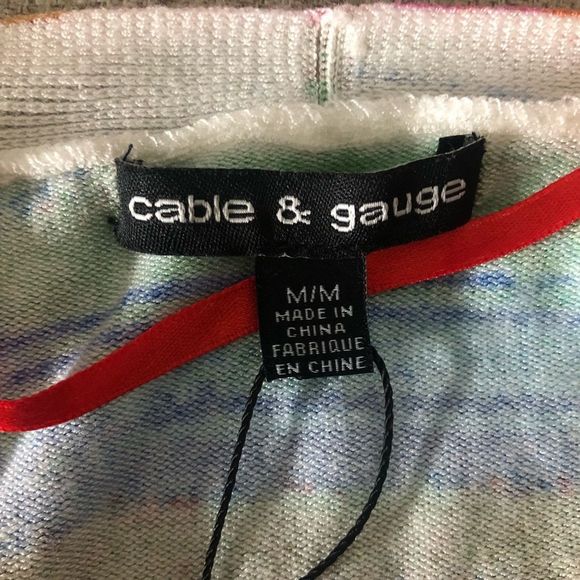 cable & gauge
M/M
MADE IN
CHINA
FABRIQUE
EN CHINE